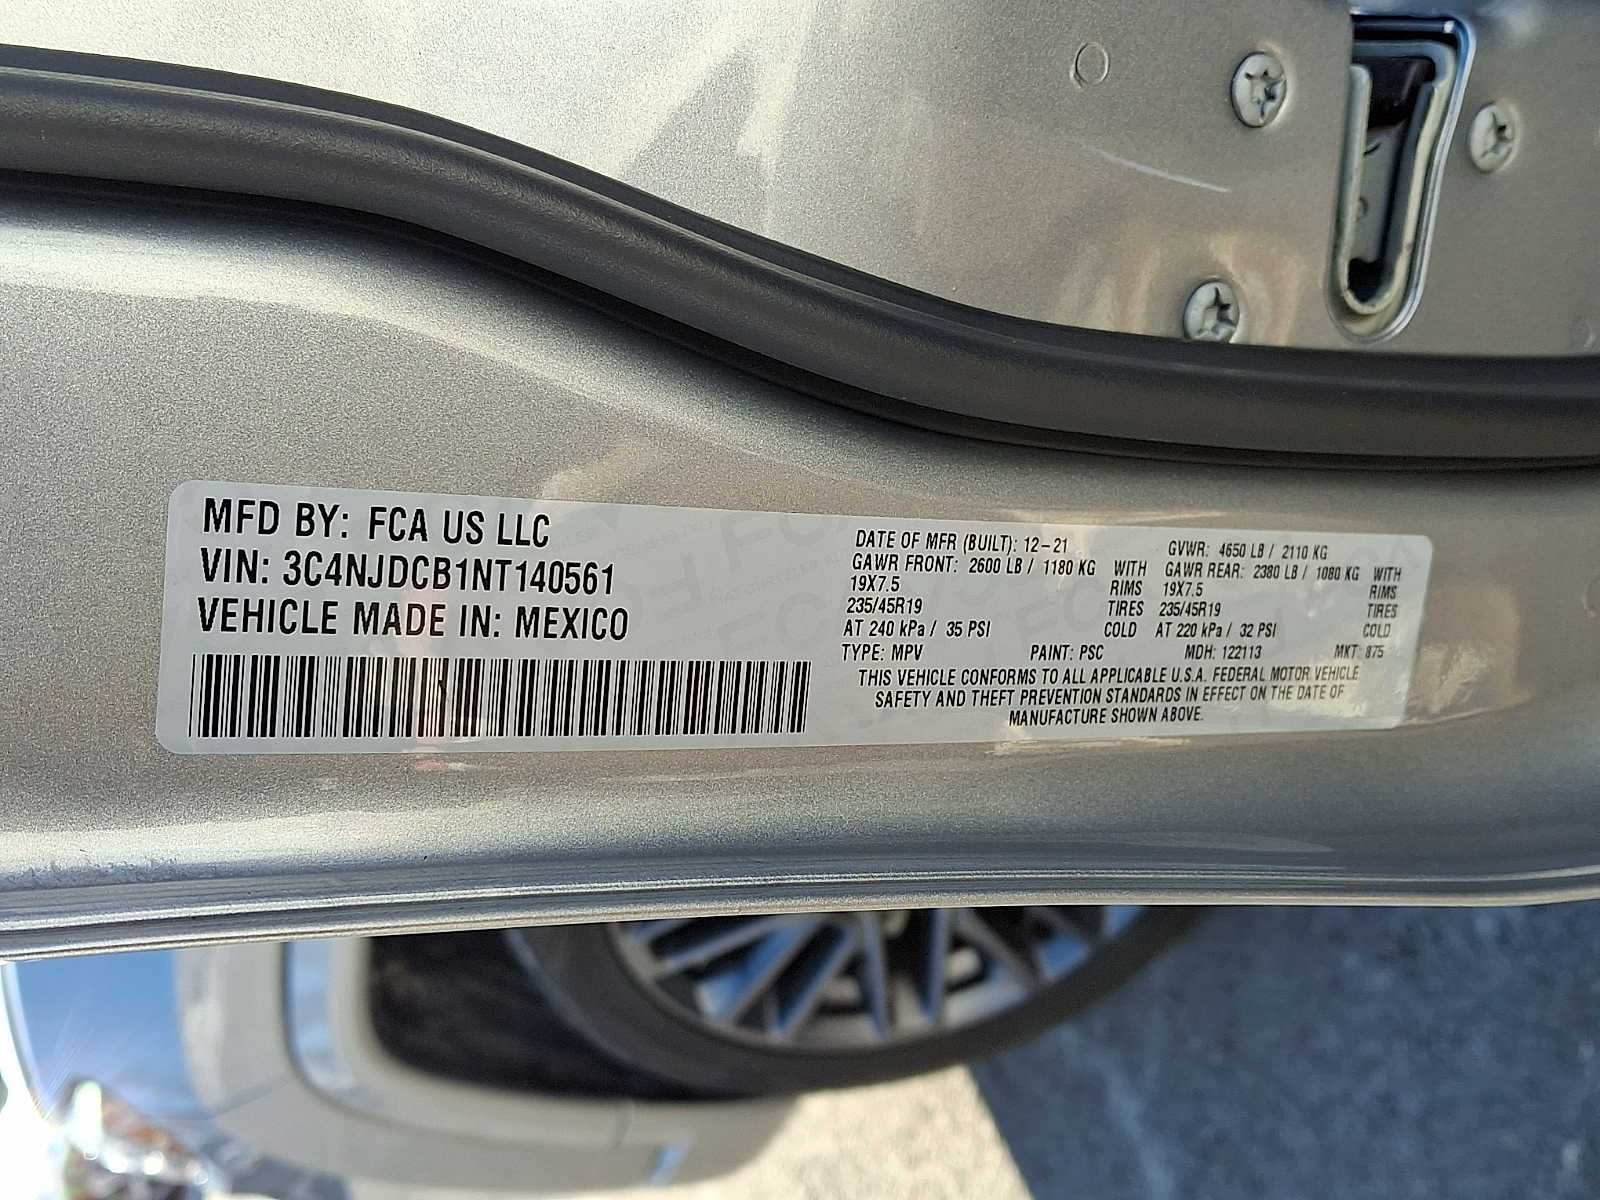 MFD BY: FCA US LLC
VIN: 3C4NJDCB1NT140561
VEHICLE MADE IN: MEXICO
DATE OF MFR (BUILT): 12-21 GVWR: 4650 LB / 2110 KG
GAWR FRONT: 2600 LB / 1180 KG WITH GAWR REAR: 2380 LB / 1080 KG WITH
19X7.5 RIMS 19X7.5 RIMS
235/45R19 TIRES 235/45R19 TIRES
AT 240 kPa / 35 PSI COLD AT 220 kPa / 32 PSI COLD
TYPE: MPV PAINT: PSC MDH: 122113 MKT: 875
THIS VEHICLE CONFORMS TO ALL APPLICABLE U.S.A. FEDERAL MOTOR VEHICLE
SAFETY AND THEFT PREVENTION STANDARDS IN EFFECT ON THE DATE OF
MANUFACTURE SHOWN ABOVE.